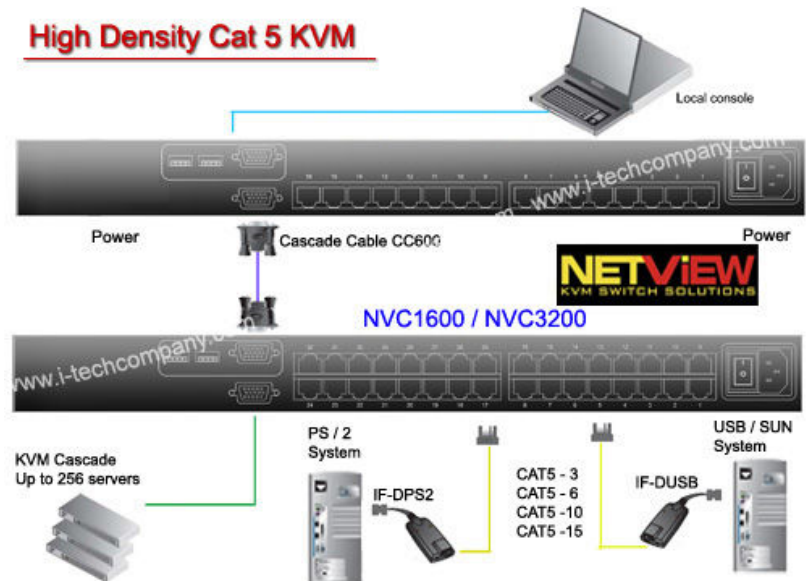 High Density Cat 5 KVM
Local console
www.i-techcompany.com
Power
Cascade Cable CC600
Power
NETViEW
KVM SWITCH SOLUTIONS
NVC1600 / NVC3200
www.i-techcompany.com
PS / 2
System
USB / SUN
System
KVM Cascade
Up to 256 servers
IF-DPS2
CAT5 - 3
CAT5 - 6
CAT5 -10
CAT5 -15
IF-DUSB